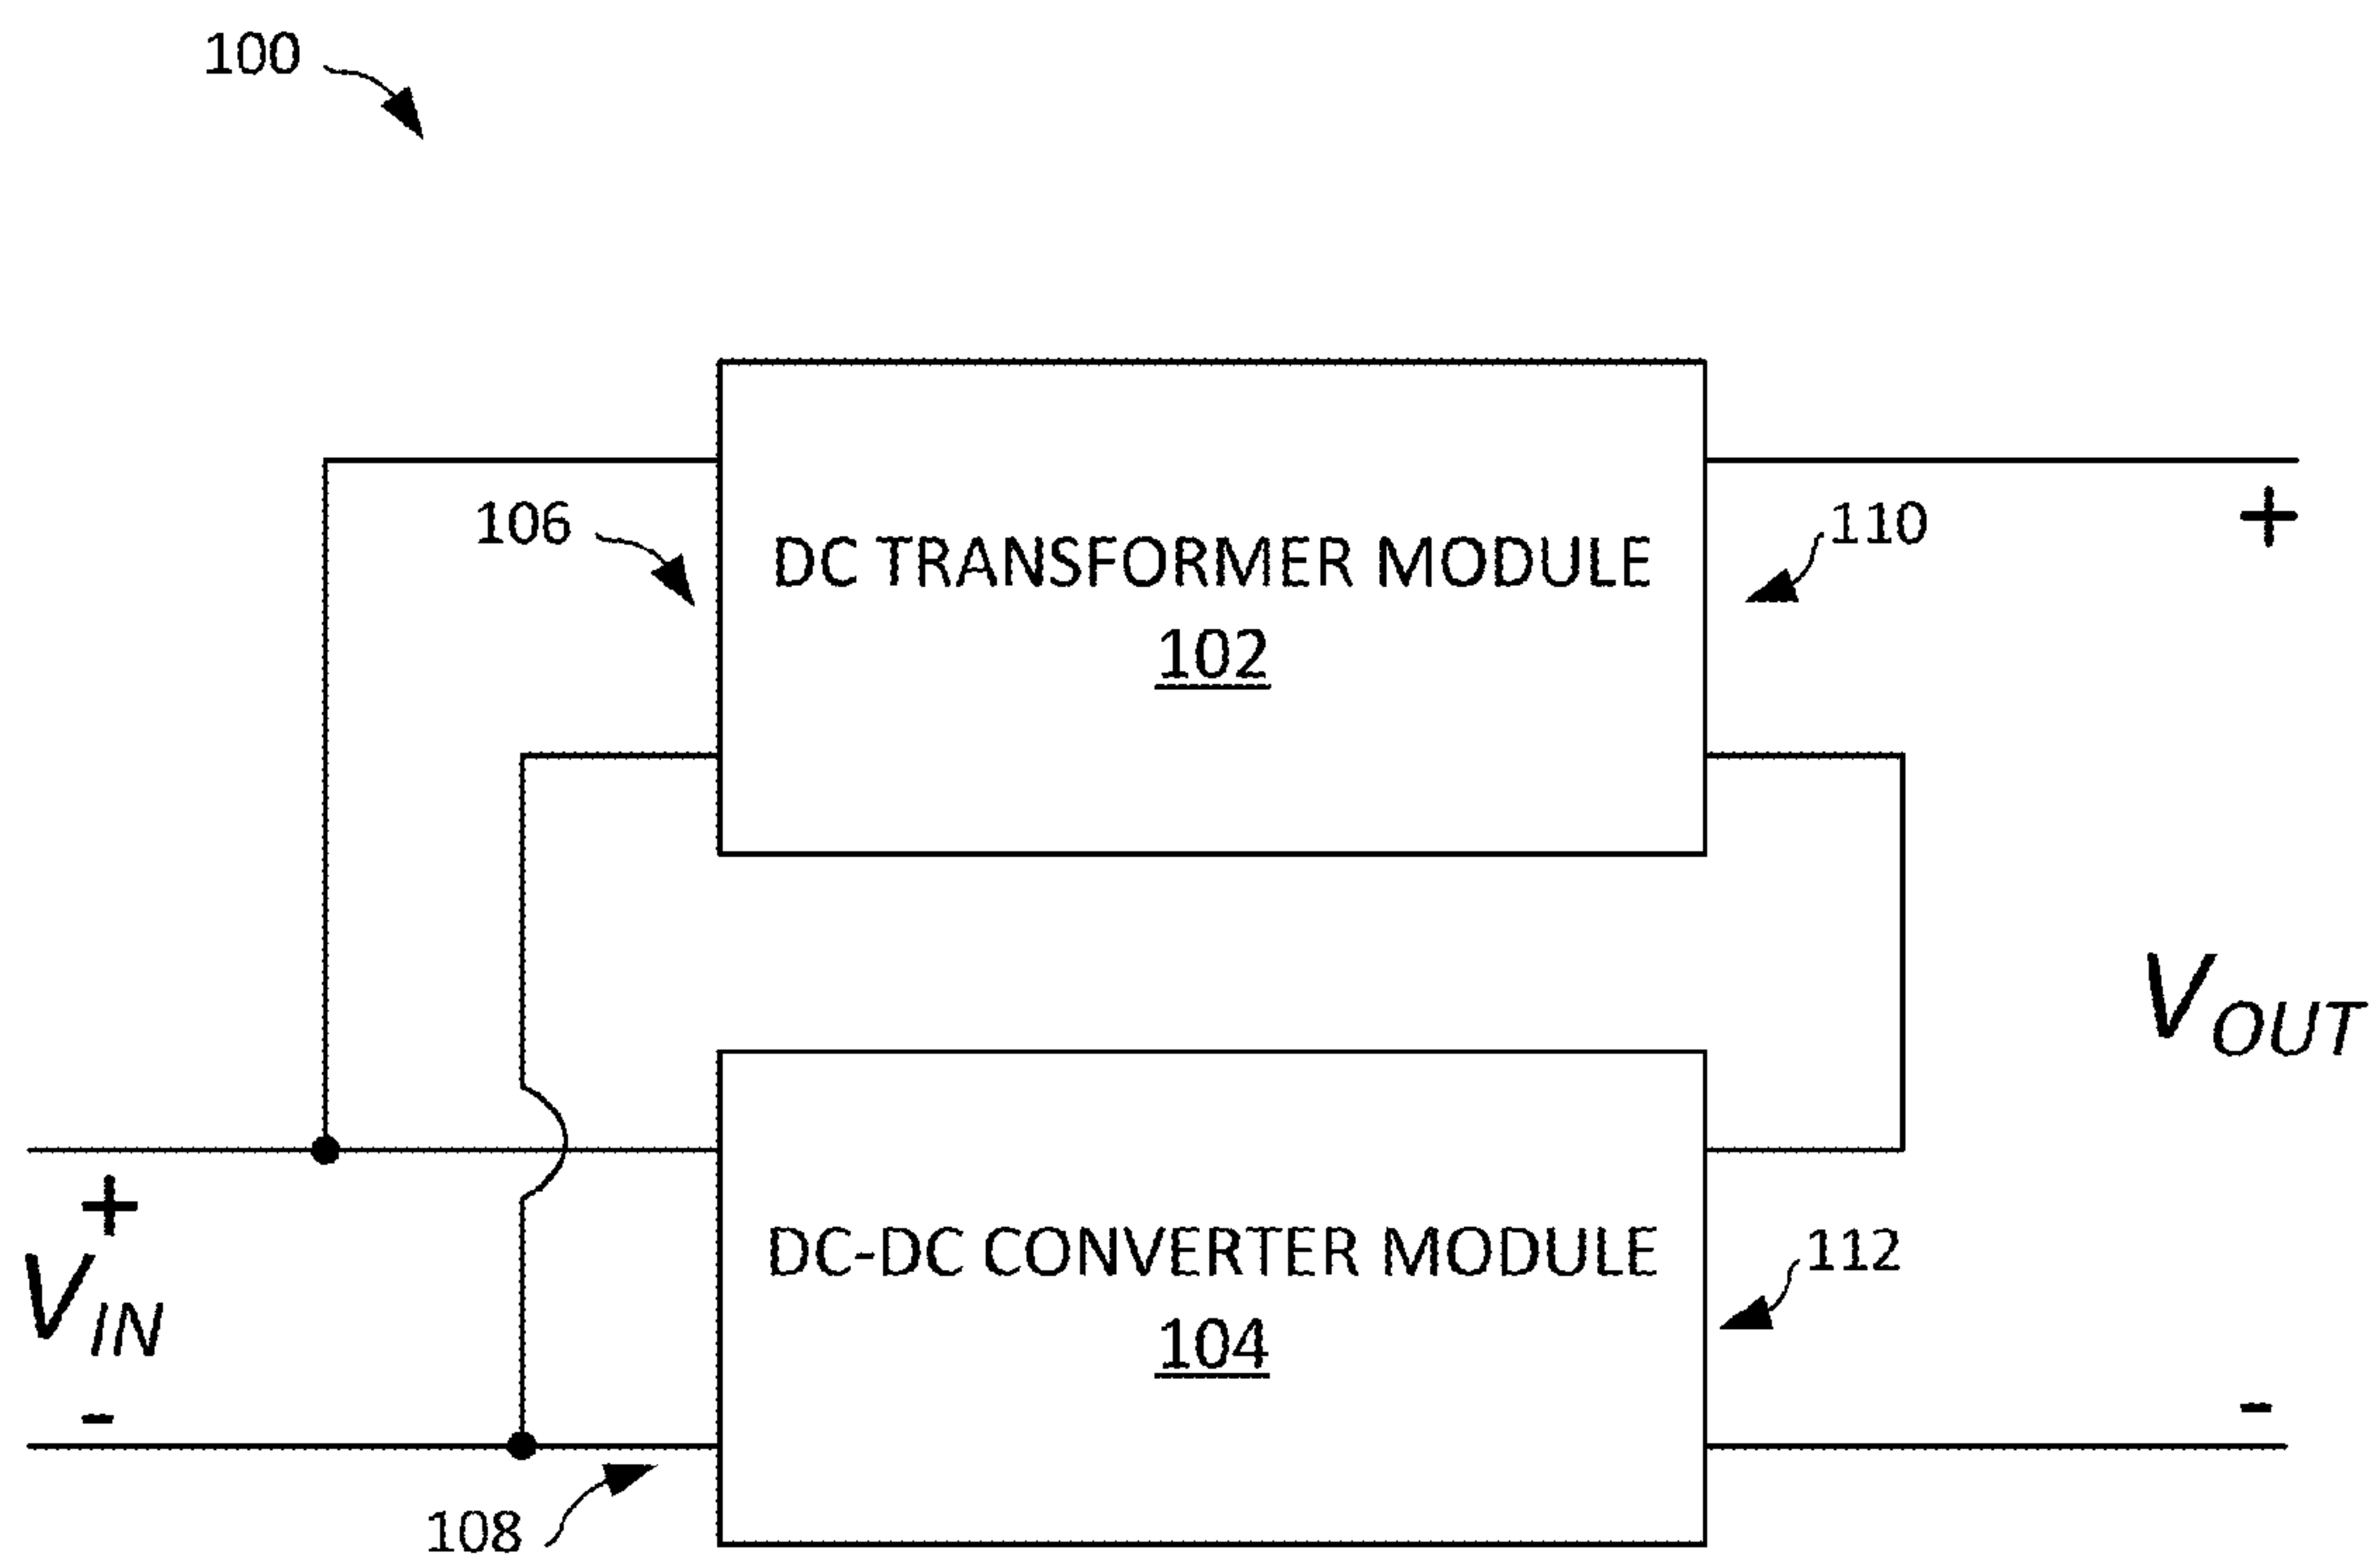 100
106
DC TRANSFORMER MODULE
102
110
+
VOUT
+
VIN
-
DC-DC CONVERTER MODULE
104
112
-
108